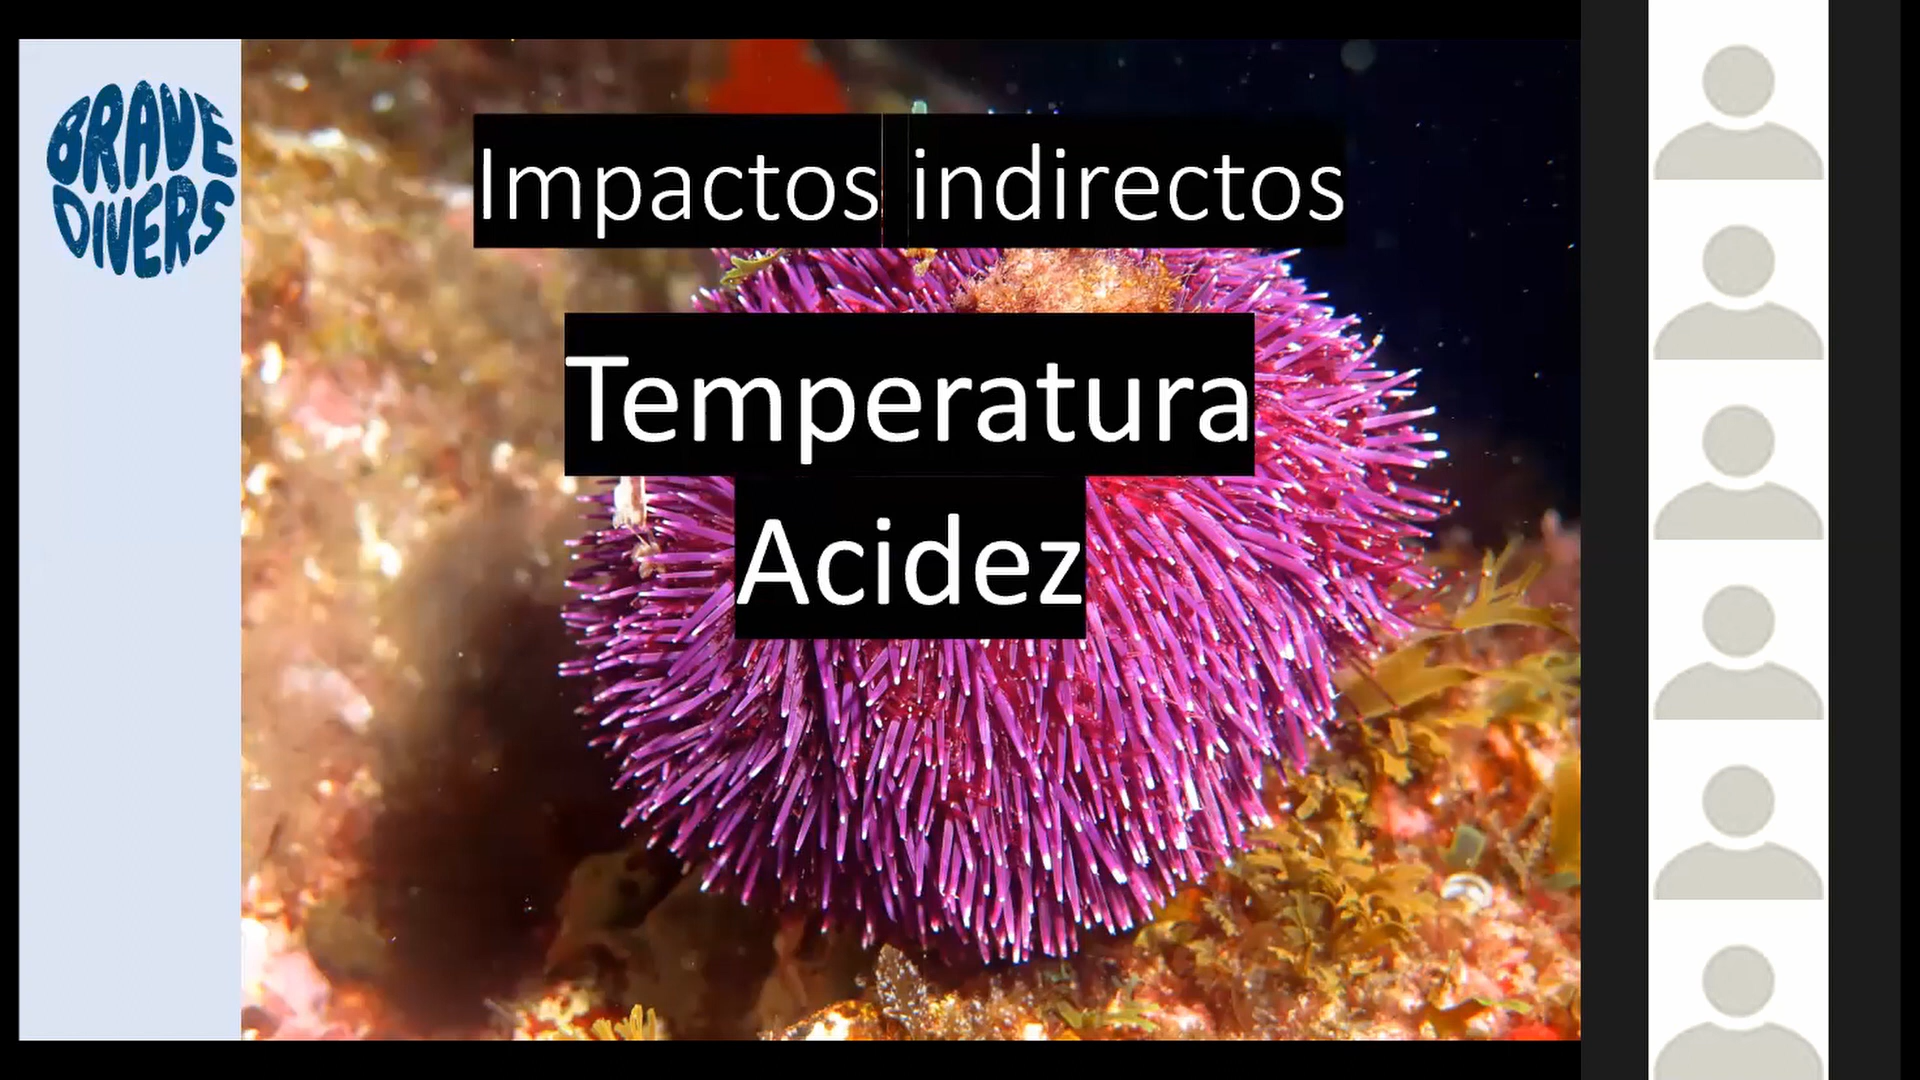 BRAVE
DIVERS
Impactos indirectos
Temperatura
Acidez